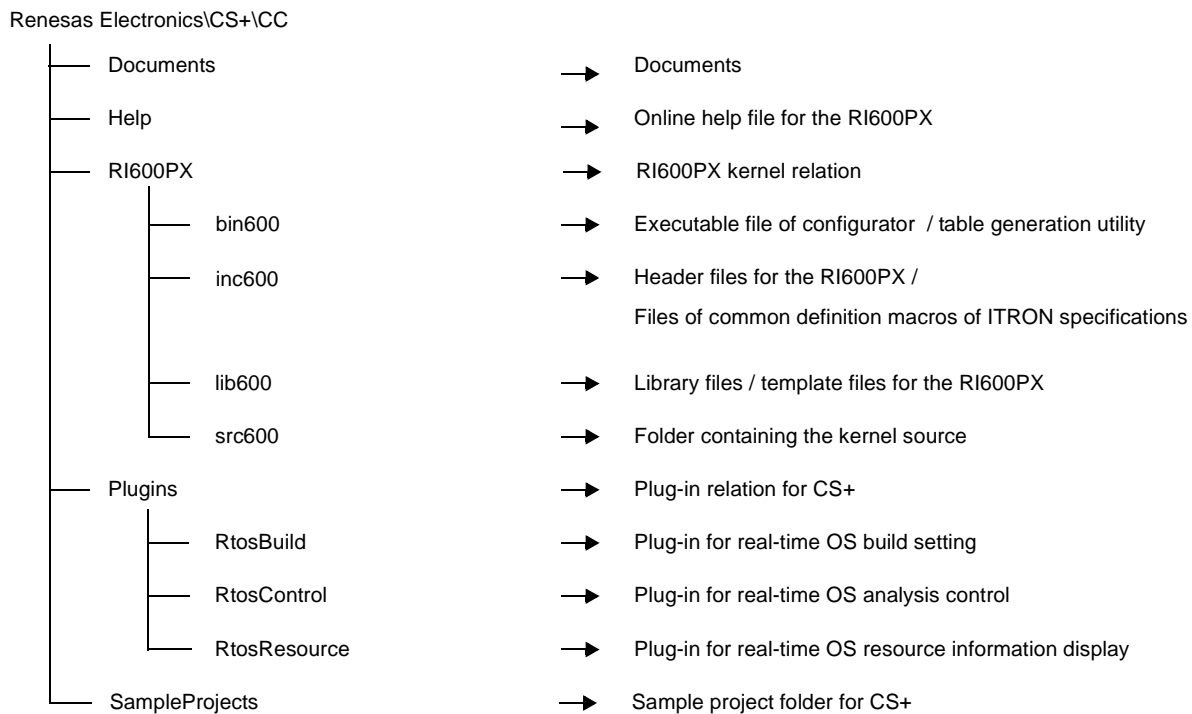 Renesas Electronics\CS+\CC
Documents Documents
Help Online help file for the RI600PX
RI600PX RI600PX kernel relation
bin600 Executable file of configurator / table generation utility
inc600 Header files for the RI600PX /
Files of common definition macros of ITRON specifications
lib600 Library files / template files for the RI600PX
src600 Folder containing the kernel source
Plugins Plug-in relation for CS+
RtosBuild Plug-in for real-time OS build setting
RtosControl Plug-in for real-time OS analysis control
RtosResource Plug-in for real-time OS resource information display
SampleProjects Sample project folder for CS+